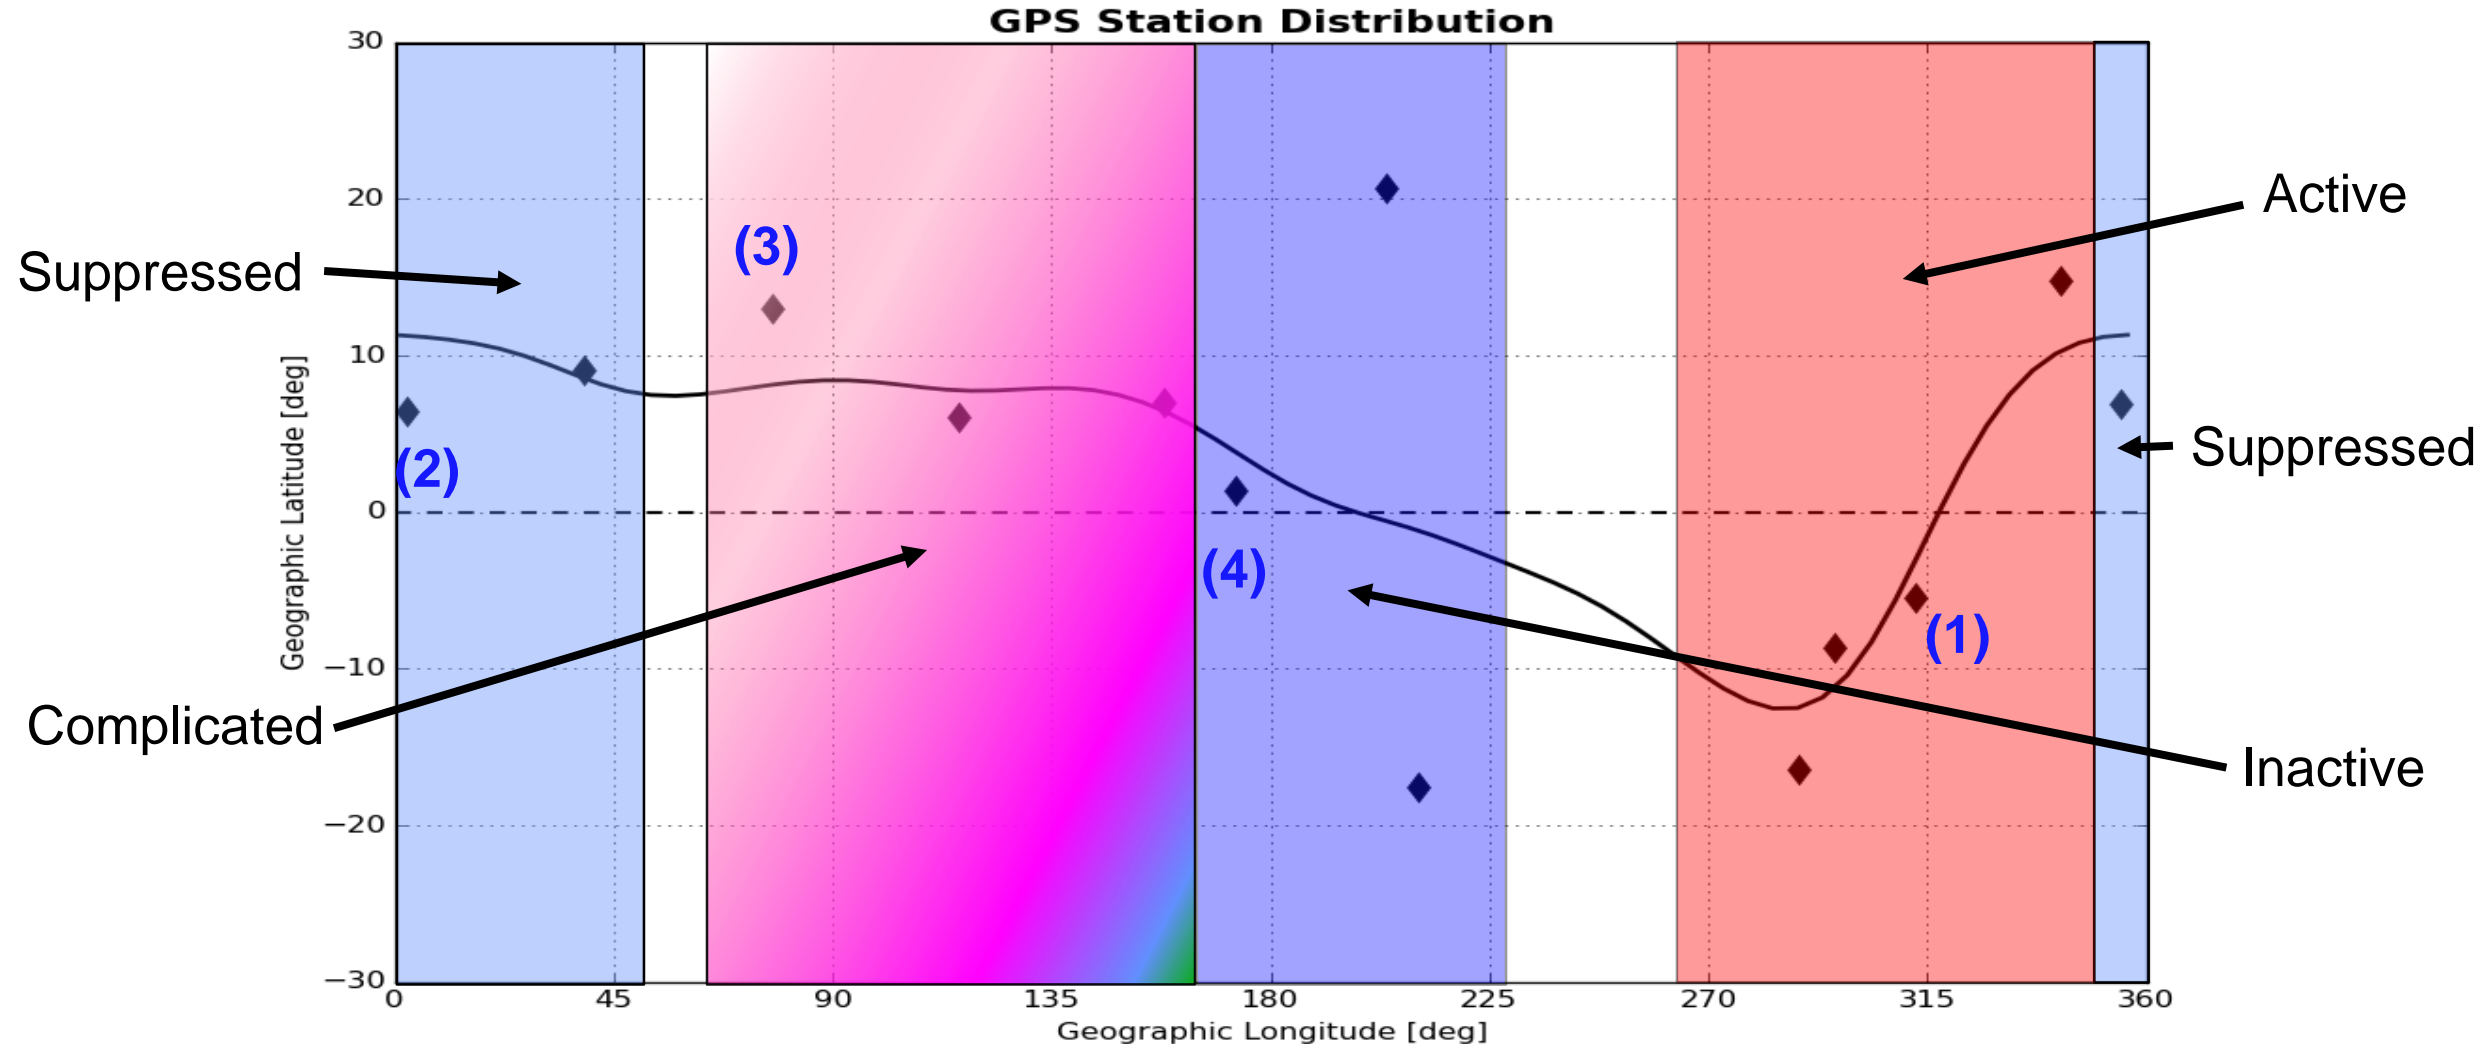 GPS Station Distribution
30
20
10
0
−10
−20
−30
Geographic Latitude [deg]
0 45 90 135 180 225 270 315 360
Geographic Longitude [deg]
Suppressed
Complicated
(3)
(2)
(4)
(1)
Active
Suppressed
Inactive